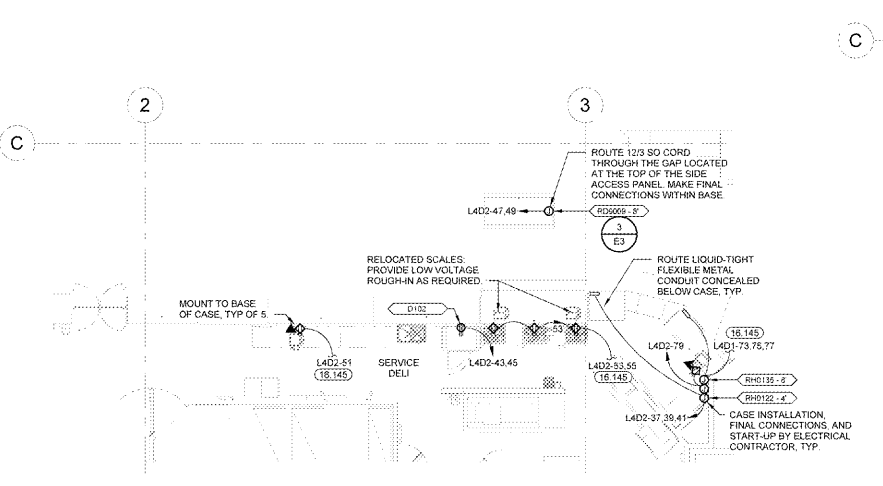 C
2
3
C
ROUTE 12/3 SO CORD
THROUGH THE GAP LOCATED
AT THE TOP OF THE SIDE
ACCESS PANEL. MAKE FINAL
CONNECTIONS WITHIN BASE.
L4D2-47,49
RD9009 - 3'
3
E3
RELOCATED SCALES:
PROVIDE LOW VOLTAGE
ROUGH-IN AS REQUIRED.
ROUTE LIQUID-TIGHT
FLEXIBLE METAL
CONDUIT CONCEALED
BELOW CASE, TYP.
MOUNT TO BASE
OF CASE, TYP OF 5.
D102
-53
16.145
L4D2-79
L4D1-73,75,77
L4D2-51
16.145
SERVICE
DELI
L4D2-43,45
L4D2-53,55
16.145
RH0135 - 8'
RH0122 - 4'
L4D2-37,39,41
CASE INSTALLATION,
FINAL CONNECTIONS, AND
START-UP BY ELECTRICAL
CONTRACTOR, TYP.